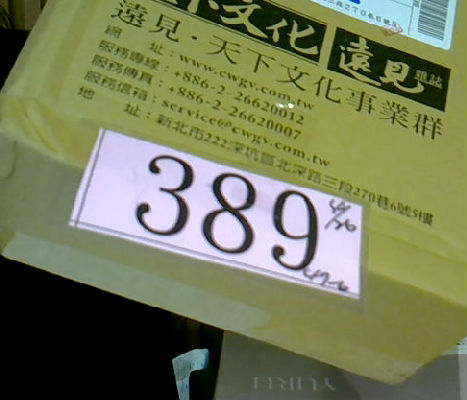 天下文化 遠見 雜誌
遠見‧天下文化事業群
網 址：www.cwgv.com.tw
服務專線：+886-2-26620012
服務傳真：+886-2-26620007
服務信箱：service@cwgv.com.tw
地 址：新北市222深坑區北深路三段270巷6號5樓
389
YURU